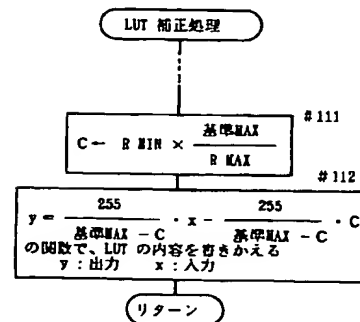 LUT 補正処理
#111
C← R MIN × 基準MAX / R MAX
#112
y= 255 / 基準MAX - C ・x- 255 / 基準MAX - C ・C
の関数で、LUT の内容を書きかえる
y:出力 x:入力
リターン